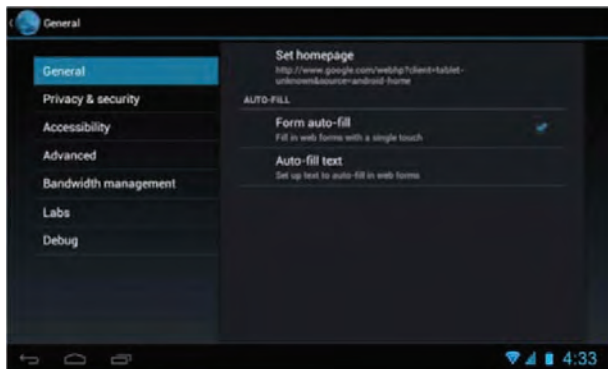 General
General
Privacy & security
Accessibility
Advanced
Bandwidth management
Labs
Debug
Set homepage
http://www.google.com/webhp?client=tablet-
unknown&source=android-home
AUTO-FILL
Form auto-fill
Fill in web forms with a single touch
Auto-fill text
Set up text to auto-fill in web forms
4:33